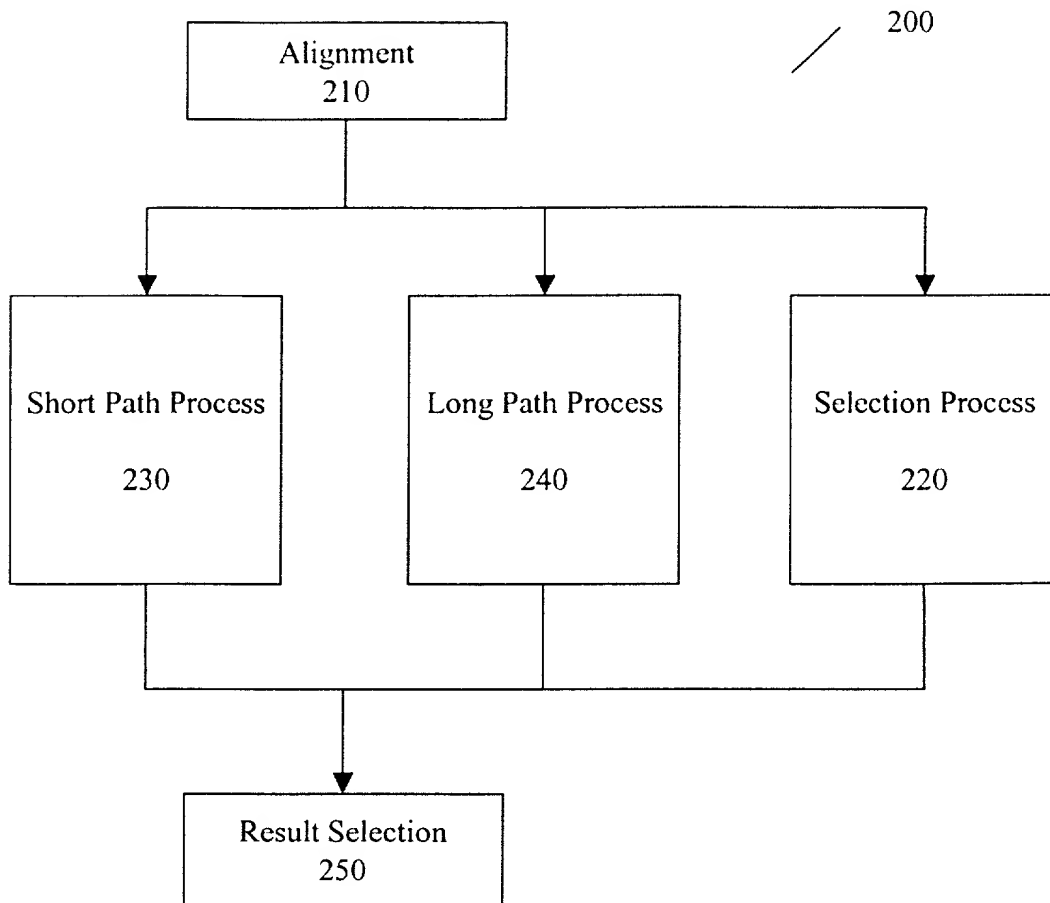 200
Alignment
210
Short Path Process
230
Long Path Process
240
Selection Process
220
Result Selection
250